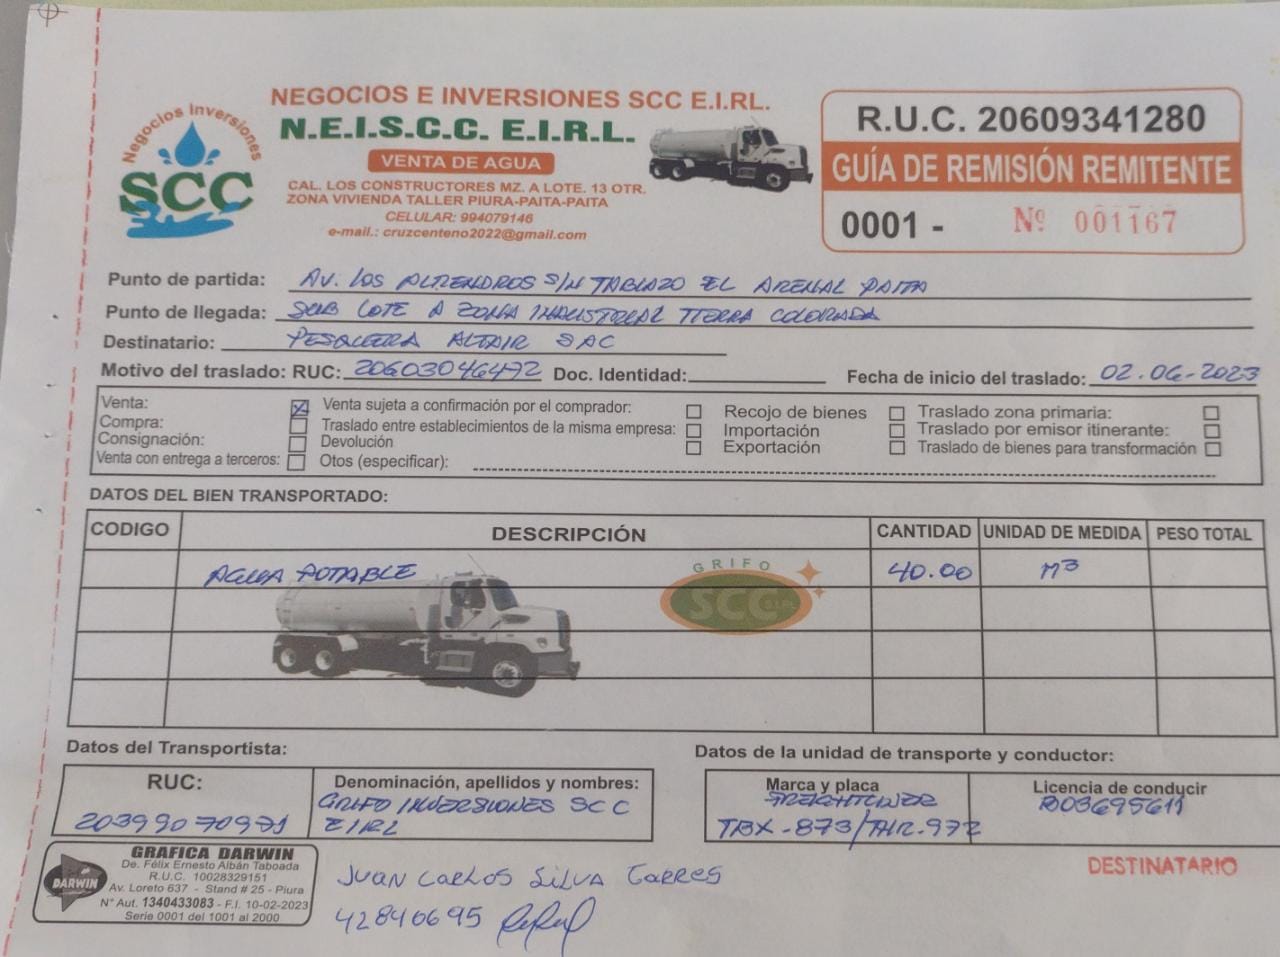 Negocios Inversiones
SCC
NEGOCIOS E INVERSIONES SCC E.I.RL.
N.E.I.S.C.C. E.I.R.L.
VENTA DE AGUA
CAL. LOS CONSTRUCTORES MZ. A LOTE. 13 OTR.
ZONA VIVIENDA TALLER PIURA-PAITA-PAITA
CELULAR: 994079146
e-mail.: cruzcenteno2022@gmail.com
R.U.C. 20609341280
GUÍA DE REMISIÓN REMITENTE
0001 - Nº 001167
Punto de partida: AV. LOS ALMENDROS S/N TABLAZO EL ARENAL PAITA
Punto de llegada: SUB LOTE A ZONA INDUSTRIAL TIERRA COLORADA
Destinatario: PESQUERA ALTAIR SAC
Motivo del traslado: RUC: 20603046472 Doc. Identidad: Fecha de inicio del traslado: 02.06-2023
Venta: X Venta sujeta a confirmación por el comprador: Recojo de bienes Traslado zona primaria:
Compra: Traslado entre establecimientos de la misma empresa: Importación Traslado por emisor itinerante:
Consignación: Devolución Exportación Traslado de bienes para transformación
Venta con entrega a terceros: Otos (especificar):
DATOS DEL BIEN TRANSPORTADO:
CODIGO DESCRIPCIÓN CANTIDAD UNIDAD DE MEDIDA PESO TOTAL
AGUA POTABLE 40.00 M3
GRIFO
SCC E.I.RL
Datos del Transportista: Datos de la unidad de transporte y conductor:
RUC: Denominación, apellidos y nombres: Marca y placa Licencia de conducir
20399070971 GRIFO INVERSIONES SCC EIRL FREIGHTLINER B03695611
TBX-873/THR-972
GRAFICA DARWIN
De. Félix Ernesto Albán Taboada
R.U.C. 10028329151
Av. Loreto 637 - Stand # 25 - Piura
N° Aut. 1340433083 - F.I. 10-02-2023
Serie 0001 del 1001 al 2000
DARWIN
JUAN CARLOS SILVA TORRES
42840695
DESTINATARIO